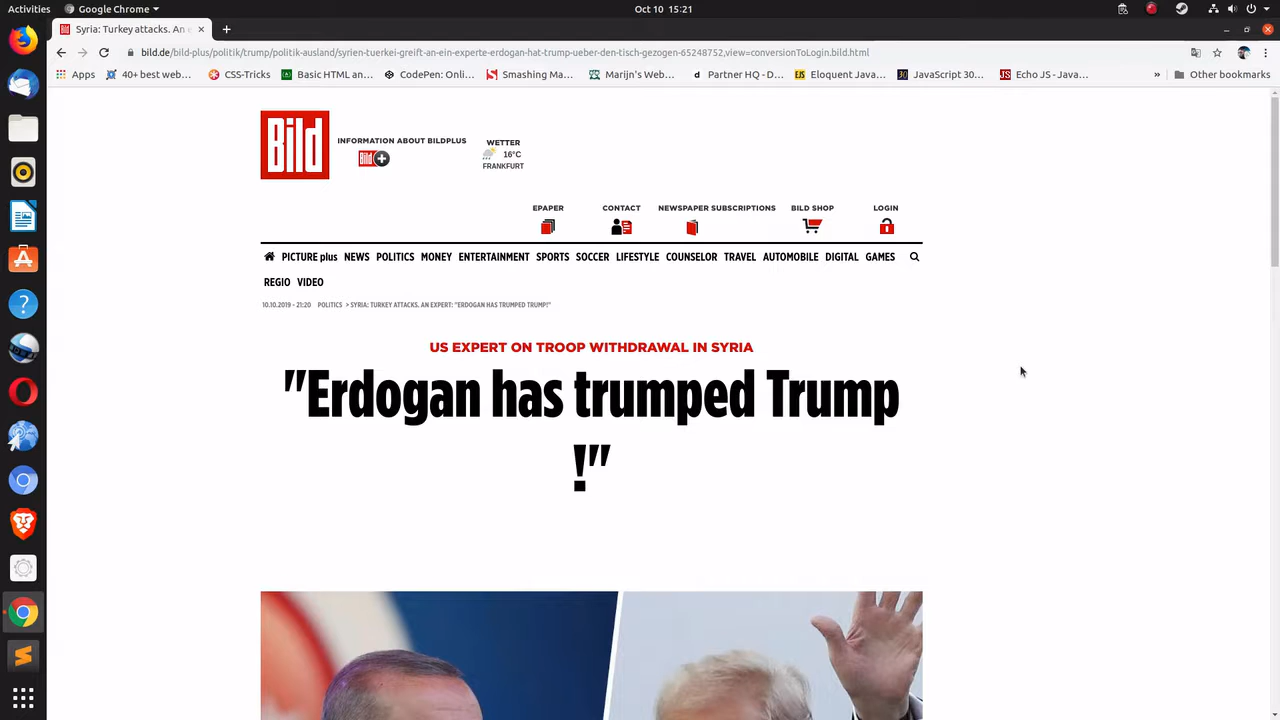 Activities
Google Chrome
Oct 10 15:21
Syria: Turkey attacks. An e
bild.de/bild-plus/politik/trump/politik-ausland/syrien-tuerkei-greift-an-ein-experte-erdogan-hat-trump-ueber-den-tisch-gezogen-65248752,view=conversionToLogin.bild.html
Apps
40+ best web...
CSS-Tricks
Basic HTML an...
CodePen: Onli...
Smashing Ma...
Marijn's Web...
Partner HQ - D...
Eloquent Java...
JavaScript 30...
Echo JS - Java...
»
Other bookmarks
Bild
INFORMATION ABOUT BILDPLUS
Bild+
WETTER
16°C
FRANKFURT
EPAPER
CONTACT
NEWSPAPER SUBSCRIPTIONS
BILD SHOP
LOGIN
PICTURE plus NEWS POLITICS MONEY ENTERTAINMENT SPORTS SOCCER LIFESTYLE COUNSELOR TRAVEL AUTOMOBILE DIGITAL GAMES
REGIO VIDEO
10.10.2019 - 21:20 POLITICS > SYRIA: TURKEY ATTACKS. AN EXPERT: "ERDOGAN HAS TRUMPED TRUMP!"
US EXPERT ON TROOP WITHDRAWAL IN SYRIA
"Erdogan has trumped Trump
!"